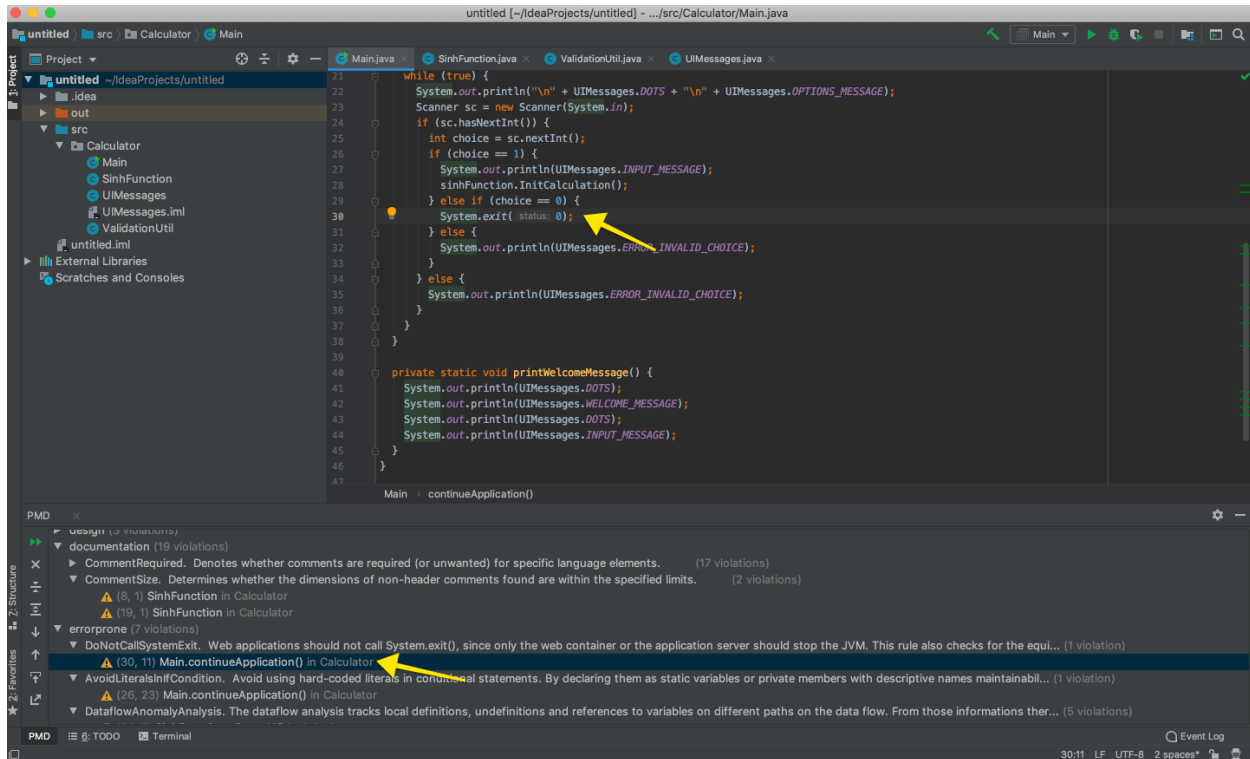 untitled [~/IdeaProjects/untitled] - .../src/Calculator/Main.java
untitled src Calculator Main
Main
1: Project
Project
Main.java SinhFunction.java ValidationUtil.java UIMessages.java
untitled ~/IdeaProjects/untitled
.idea
out
src
Calculator
Main
SinhFunction
UIMessages
UIMessages.iml
ValidationUtil
untitled.iml
External Libraries
Scratches and Consoles
21 while (true) {
22 System.out.println("\n" + UIMessages.DOTS + "\n" + UIMessages.OPTIONS_MESSAGE);
23 Scanner sc = new Scanner(System.in);
24 if (sc.hasNextInt()) {
25 int choice = sc.nextInt();
26 if (choice == 1) {
27 System.out.println(UIMessages.INPUT_MESSAGE);
28 sinhFunction.InitCalculation();
29 } else if (choice == 0) {
30 System.exit( status: 0);
31 } else {
32 System.out.println(UIMessages.ERROR_INVALID_CHOICE);
33 }
34 } else {
35 System.out.println(UIMessages.ERROR_INVALID_CHOICE);
36 }
37 }
38 }
39
40 private static void printWelcomeMessage() {
41 System.out.println(UIMessages.DOTS);
42 System.out.println(UIMessages.WELCOME_MESSAGE);
43 System.out.println(UIMessages.DOTS);
44 System.out.println(UIMessages.INPUT_MESSAGE);
45 }
46 }
47
Main continueApplication()
PMD
design (3 violations)
documentation (19 violations)
CommentRequired. Denotes whether comments are required (or unwanted) for specific language elements. (17 violations)
CommentSize. Determines whether the dimensions of non-header comments found are within the specified limits. (2 violations)
(8, 1) SinhFunction in Calculator
(19, 1) SinhFunction in Calculator
errorprone (7 violations)
DoNotCallSystemExit. Web applications should not call System.exit(), since only the web container or the application server should stop the JVM. This rule also checks for the equi... (1 violation)
(30, 11) Main.continueApplication() in Calculator
AvoidLiteralsInIfCondition. Avoid using hard-coded literals in conditional statements. By declaring them as static variables or private members with descriptive names maintainabil... (1 violation)
(26, 23) Main.continueApplication() in Calculator
DataflowAnomalyAnalysis. The dataflow analysis tracks local definitions, undefinitions and references to variables on different paths on the data flow. From those informations ther... (5 violations)
Z: Structure
2: Favorites
PMD 6: TODO Terminal
Event Log
30:11 LF UTF-8 2 spaces*